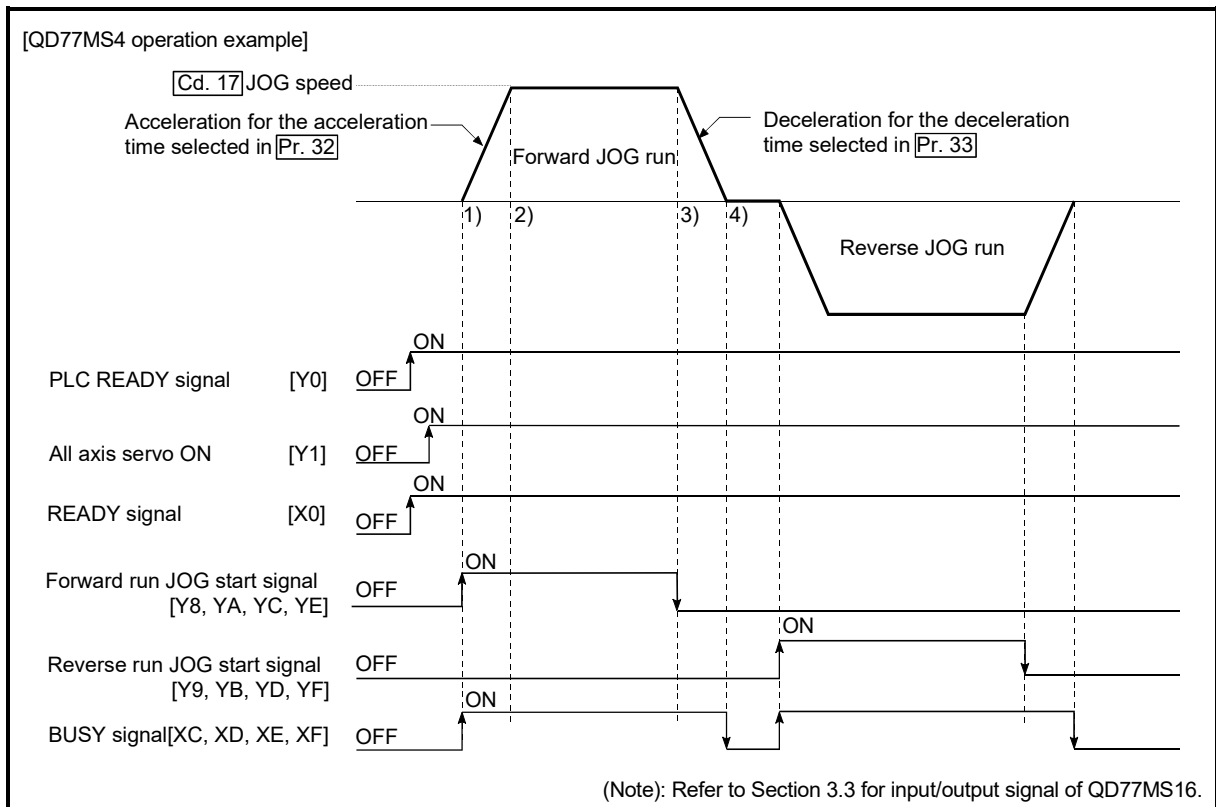 [QD77MS4 operation example]
Cd. 17 JOG speed
Acceleration for the acceleration
time selected in Pr. 32
Deceleration for the deceleration
time selected in Pr. 33
Forward JOG run
1) 2) 3) 4)
Reverse JOG run
ON
PLC READY signal [Y0] OFF
ON
All axis servo ON [Y1] OFF
ON
READY signal [X0] OFF
ON
Forward run JOG start signal OFF
[Y8, YA, YC, YE]
ON
Reverse run JOG start signal OFF
[Y9, YB, YD, YF]
ON
BUSY signal[XC, XD, XE, XF] OFF
(Note): Refer to Section 3.3 for input/output signal of QD77MS16.